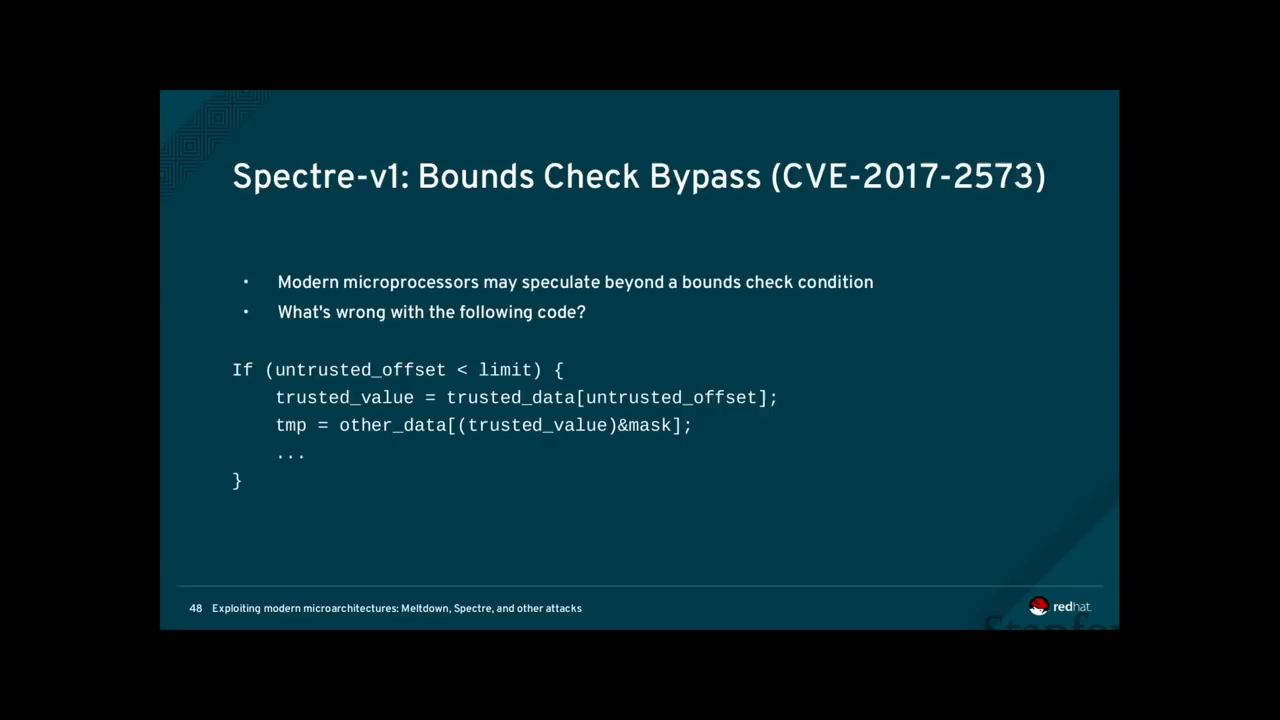 Spectre-v1: Bounds Check Bypass (CVE-2017-2573)
• Modern microprocessors may speculate beyond a bounds check condition
• What's wrong with the following code?
If (untrusted_offset < limit) {
    trusted_value = trusted_data[untrusted_offset];
    tmp = other_data[(trusted_value)&mask];
    ...
}
48 Exploiting modern microarchitectures: Meltdown, Spectre, and other attacks
redhat.